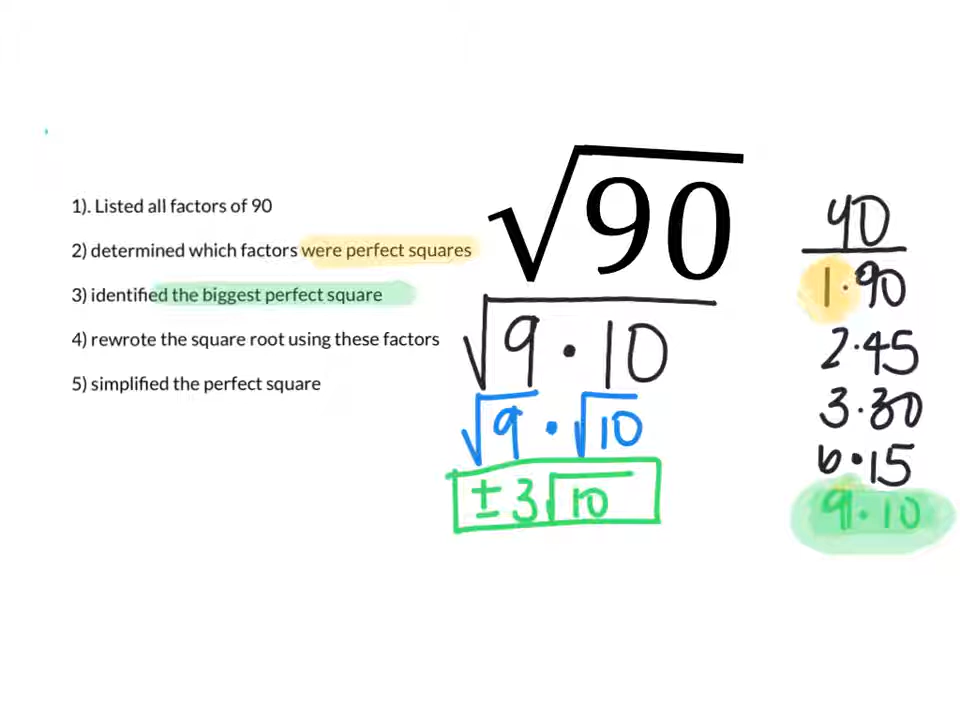 1). Listed all factors of 90
2) determined which factors were perfect squares
3) identified the biggest perfect square
4) rewrote the square root using these factors
5) simplified the perfect square
√90
√9 · 10
√9 · √10
± 3√10
90
1 · 90
2 · 45
3 · 30
6 · 15
9 · 10